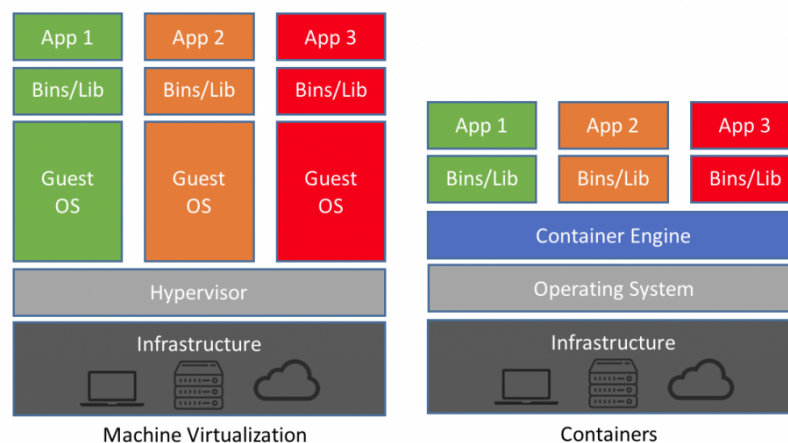 App 1
App 2
App 3
Bins/Lib
Bins/Lib
Bins/Lib
Guest
OS
Guest
OS
Guest
OS
Hypervisor
Infrastructure
Machine Virtualization
App 1
App 2
App 3
Bins/Lib
Bins/Lib
Bins/Lib
Container Engine
Operating System
Infrastructure
Containers